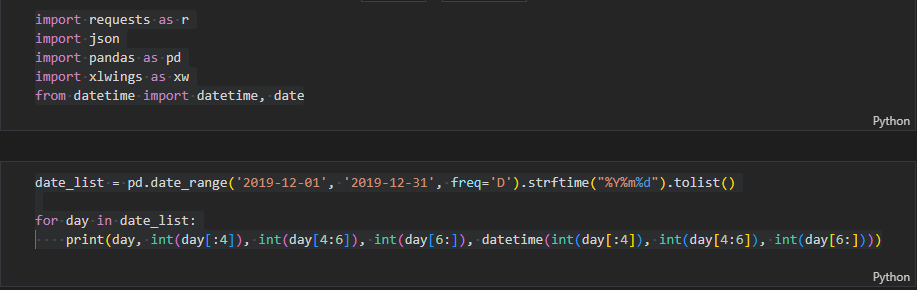 import requests as r
import json
import pandas as pd
import xlwings as xw
from datetime import datetime, date
Python
date_list = pd.date_range('2019-12-01', '2019-12-31', freq='D').strftime("%Y%m%d").tolist()
for day in date_list:
    print(day, int(day[:4]), int(day[4:6]), int(day[6:]), datetime(int(day[:4]), int(day[4:6]), int(day[6:])))
Python